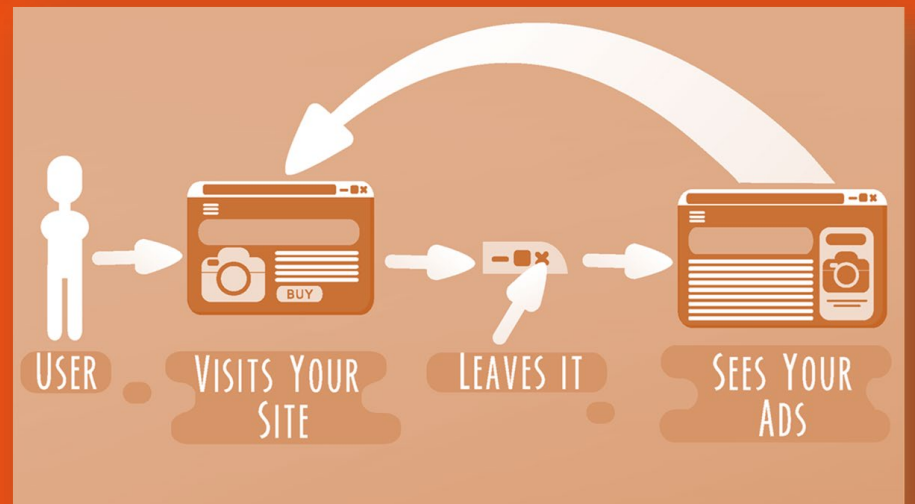 BUY
USER
VISITS YOUR
SITE
LEAVES IT
SEES YOUR
ADS